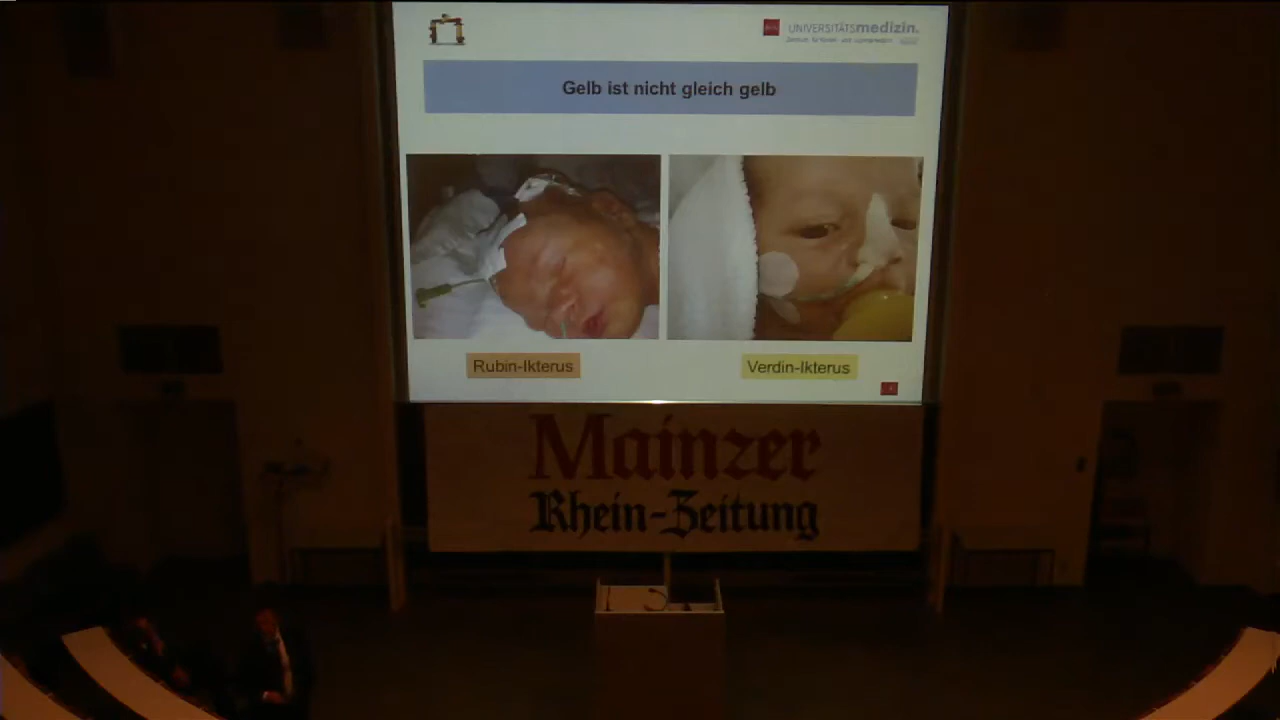 UNIVERSITÄTSmedizin.
Gelb ist nicht gleich gelb
Rubin-Ikterus
Verdin-Ikterus
Mainzer
Rhein-Zeitung